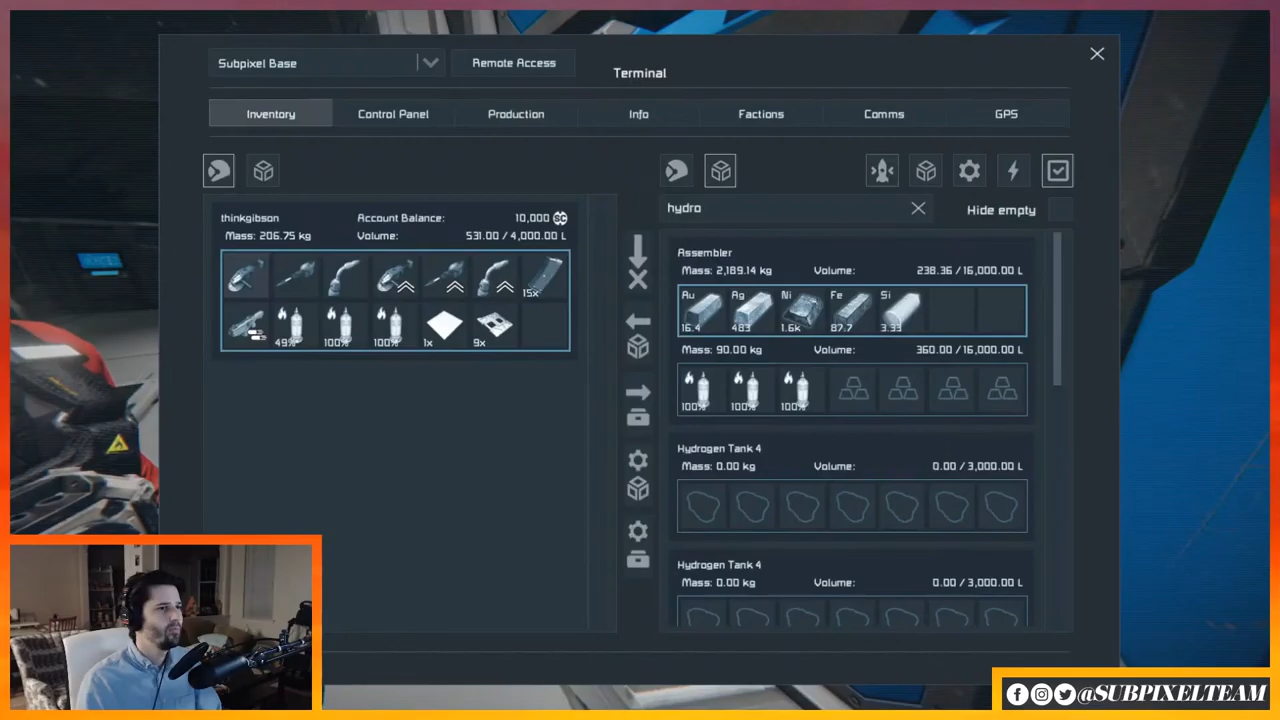 Subpixel Base
Remote Access
Terminal
Inventory
Control Panel
Production
Info
Factions
Comms
GPS
hydro
Hide empty
thinkgibson
Account Balance:
10,000 SC
Mass: 206.75 kg
Volume:
531.00 / 4,000.00 L
15x
49%
100%
100%
1x
9x
Assembler
Mass: 2,189.14 kg
Volume:
238.36 / 16,000.00 L
Au
Ag
Ni
Fe
Si
16.4
483
1.6k
87.7
3.33
Mass: 90.00 kg
Volume:
360.00 / 16,000.00 L
100%
100%
100%
Hydrogen Tank 4
Mass: 0.00 kg
Volume:
0.00 / 3,000.00 L
Hydrogen Tank 4
Mass: 0.00 kg
Volume:
0.00 / 3,000.00 L
@SUBPIXELTEAM